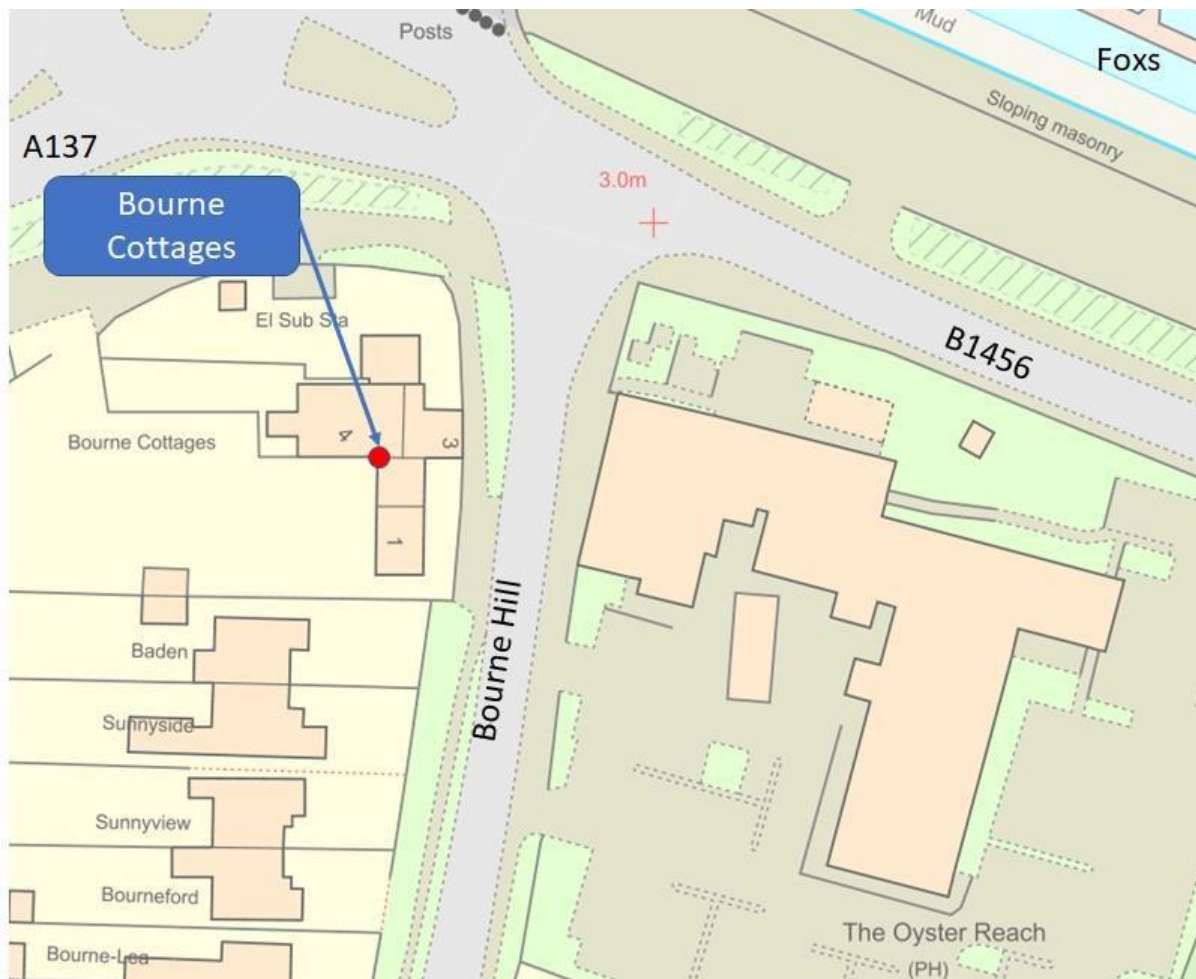 Posts
Mud
Foxs
Sloping masonry
A137
3.0m
Bourne
Cottages
El Sub Sta
B1456
Bourne Cottages
4
3
1
Baden
Bourne Hill
Sunnyside
Sunnyview
Bourneford
The Oyster Reach
(PH)
Bourne-Lea